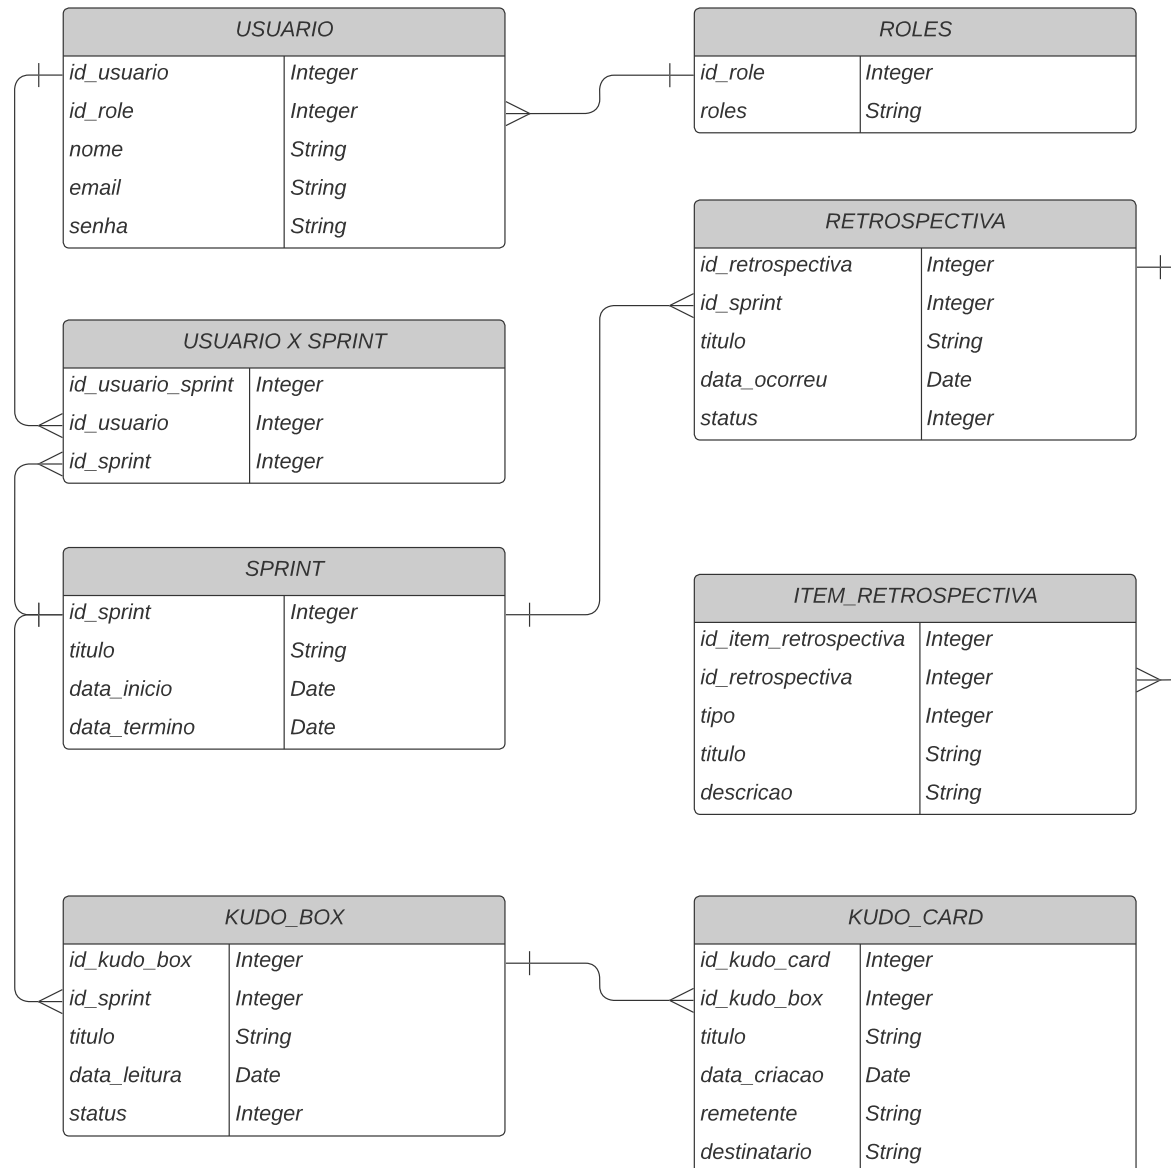 USUARIO
id_usuario Integer
id_role Integer
nome String
email String
senha String
ROLES
id_role Integer
roles String
RETROSPECTIVA
id_retrospectiva Integer
id_sprint Integer
titulo String
data_ocorreu Date
status Integer
USUARIO X SPRINT
id_usuario_sprint Integer
id_usuario Integer
id_sprint Integer
SPRINT
id_sprint Integer
titulo String
data_inicio Date
data_termino Date
ITEM_RETROSPECTIVA
id_item_retrospectiva Integer
id_retrospectiva Integer
tipo Integer
titulo String
descricao String
KUDO_BOX
id_kudo_box Integer
id_sprint Integer
titulo String
data_leitura Date
status Integer
KUDO_CARD
id_kudo_card Integer
id_kudo_box Integer
titulo String
data_criacao Date
remetente String
destinatario String